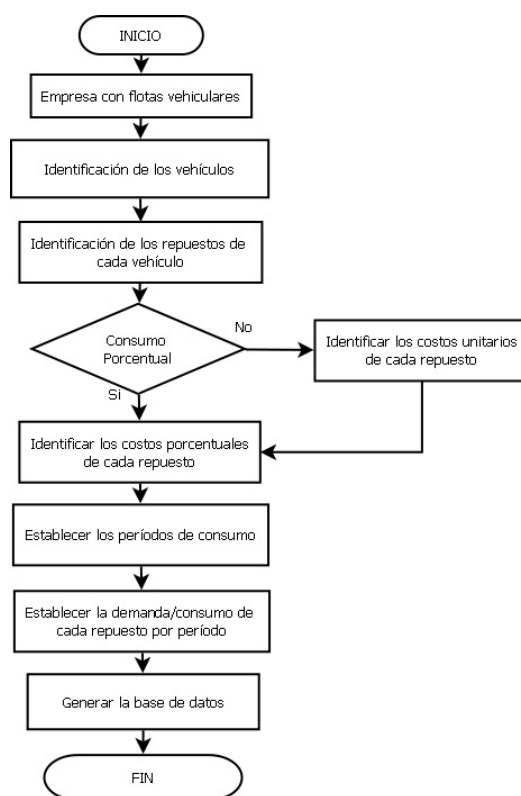 INICIO
Empresa con flotas vehiculares
Identificación de los vehículos
Identificación de los repuestos de
cada vehículo
Consumo
Porcentual
No
Identificar los costos unitarios
de cada repuesto
Si
Identificar los costos porcentuales
de cada repuesto
Establecer los períodos de consumo
Establecer la demanda/consumo de
cada repuesto por período
Generar la base de datos
FIN